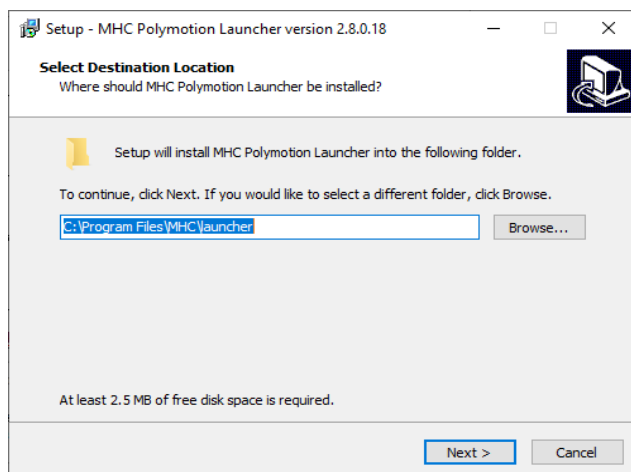 Setup - MHC Polymotion Launcher version 2.8.0.18
Select Destination Location
Where should MHC Polymotion Launcher be installed?
Setup will install MHC Polymotion Launcher into the following folder.
To continue, click Next. If you would like to select a different folder, click Browse.
C:\Program Files\MHC\launcher
Browse...
At least 2.5 MB of free disk space is required.
Next >
Cancel